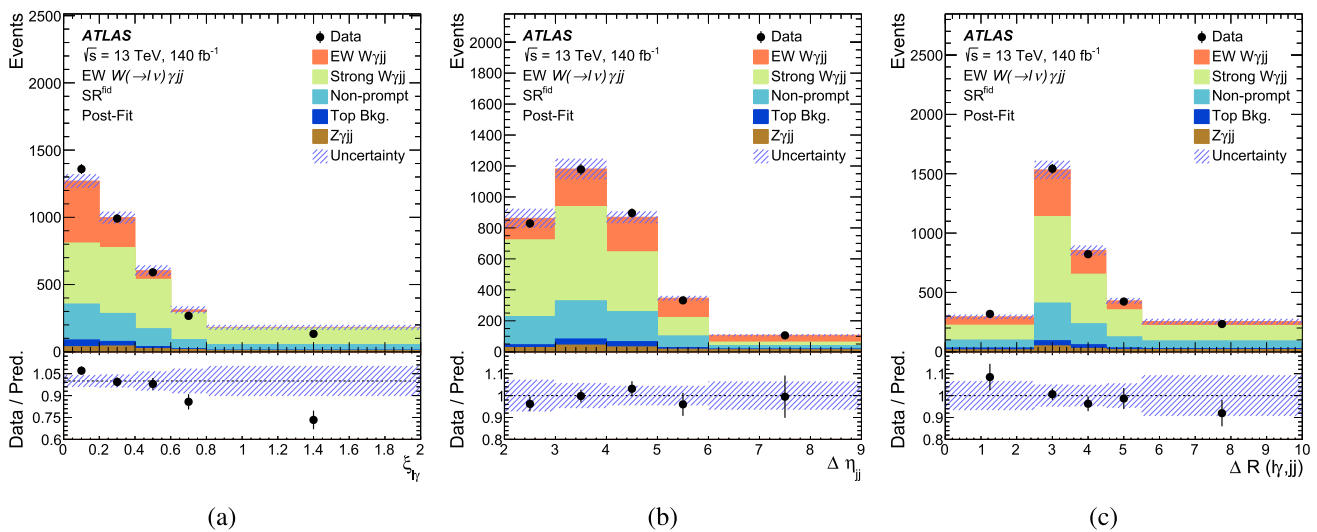 Events
2500
2000
1500
1000
500
0
ATLAS
√s = 13 TeV, 140 fb⁻¹
EW W(→lν)γjj
SRᶠⁱᵈ
Post-Fit
Data
EW Wγjj
Strong Wγjj
Non-prompt
Top Bkg.
Zγjj
Uncertainty
Data / Pred.
1.05
0.9
0.75
0.6
0 0.2 0.4 0.6 0.8 1 1.2 1.4 1.6 1.8 2
ξlγ
(a)
Events
2000
1800
1600
1400
1200
1000
800
600
400
200
0
ATLAS
√s = 13 TeV, 140 fb⁻¹
EW W(→lν)γjj
SRᶠⁱᵈ
Post-Fit
Data
EW Wγjj
Strong Wγjj
Non-prompt
Top Bkg.
Zγjj
Uncertainty
Data / Pred.
1.1
1
0.9
0.8
2 3 4 5 6 7 8 9
Δ ηjj
(b)
Events
2500
2000
1500
1000
500
0
ATLAS
√s = 13 TeV, 140 fb⁻¹
EW W(→lν)γjj
SRᶠⁱᵈ
Post-Fit
Data
EW Wγjj
Strong Wγjj
Non-prompt
Top Bkg.
Zγjj
Uncertainty
Data / Pred.
1.1
1
0.9
0.8
0 1 2 3 4 5 6 7 8 9 10
Δ R (lγ,jj)
(c)